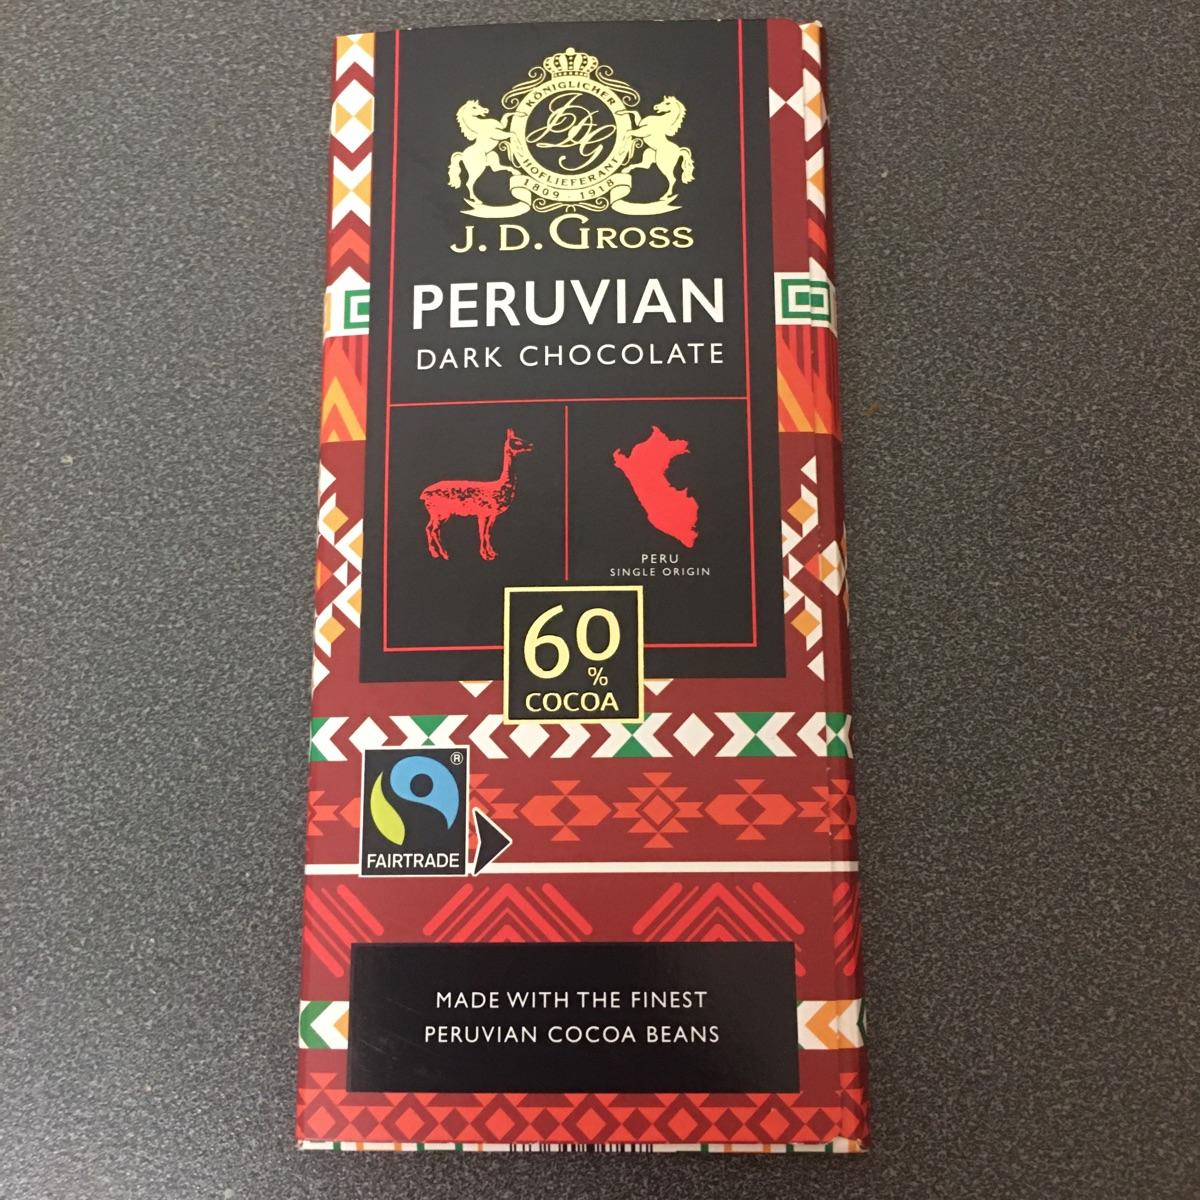 KÖNIGLICHER
JDG
HOFLIEFERANT
1809 - 1918
J. D. GROSS
PERUVIAN
DARK CHOCOLATE
PERU
SINGLE ORIGIN
60
%
COCOA
®
FAIRTRADE
MADE WITH THE FINEST
PERUVIAN COCOA BEANS